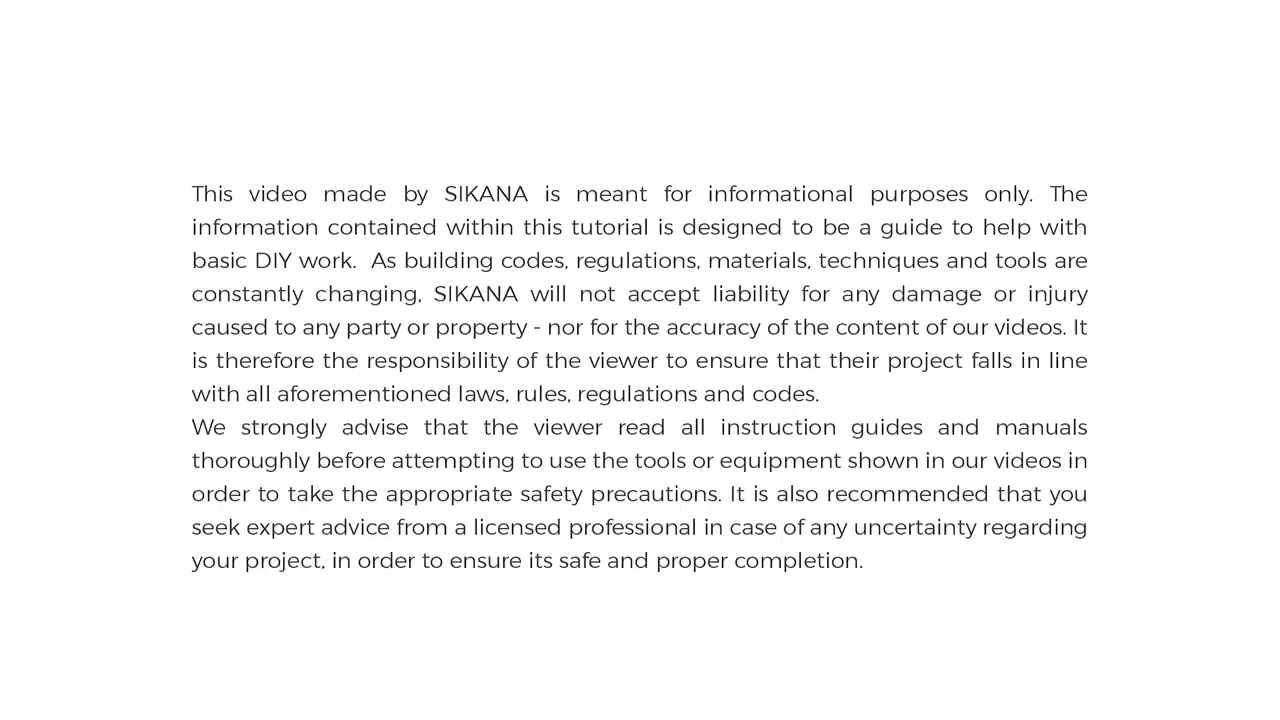 This video made by SIKANA is meant for informational purposes only. The
information contained within this tutorial is designed to be a guide to help with
basic DIY work.  As building codes, regulations, materials, techniques and tools are
constantly changing, SIKANA will not accept liability for any damage or injury
caused to any party or property - nor for the accuracy of the content of our videos. It
is therefore the responsibility of the viewer to ensure that their project falls in line
with all aforementioned laws, rules, regulations and codes.
We strongly advise that the viewer read all instruction guides and manuals
thoroughly before attempting to use the tools or equipment shown in our videos in
order to take the appropriate safety precautions. It is also recommended that you
seek expert advice from a licensed professional in case of any uncertainty regarding
your project, in order to ensure its safe and proper completion.